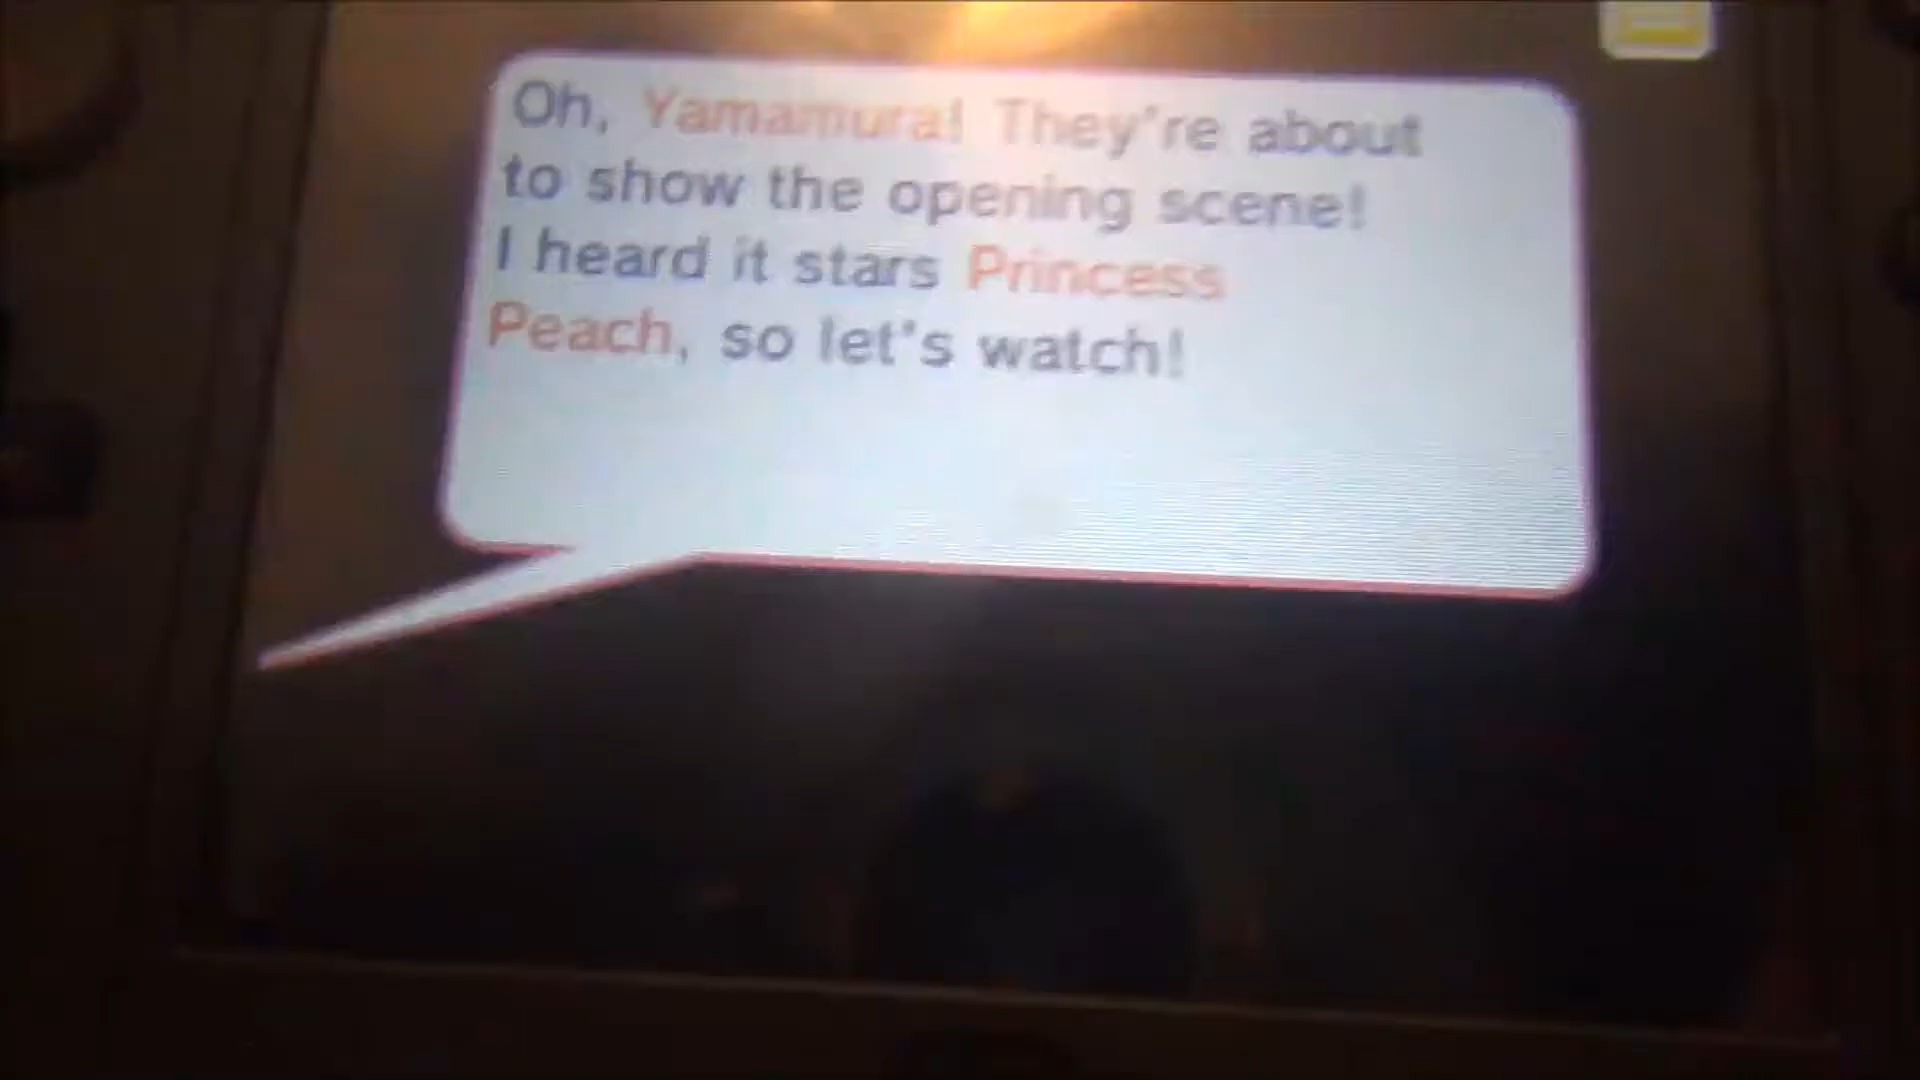 Oh, Yamamura! They're about
to show the opening scene!
I heard it stars Princess
Peach, so let's watch!